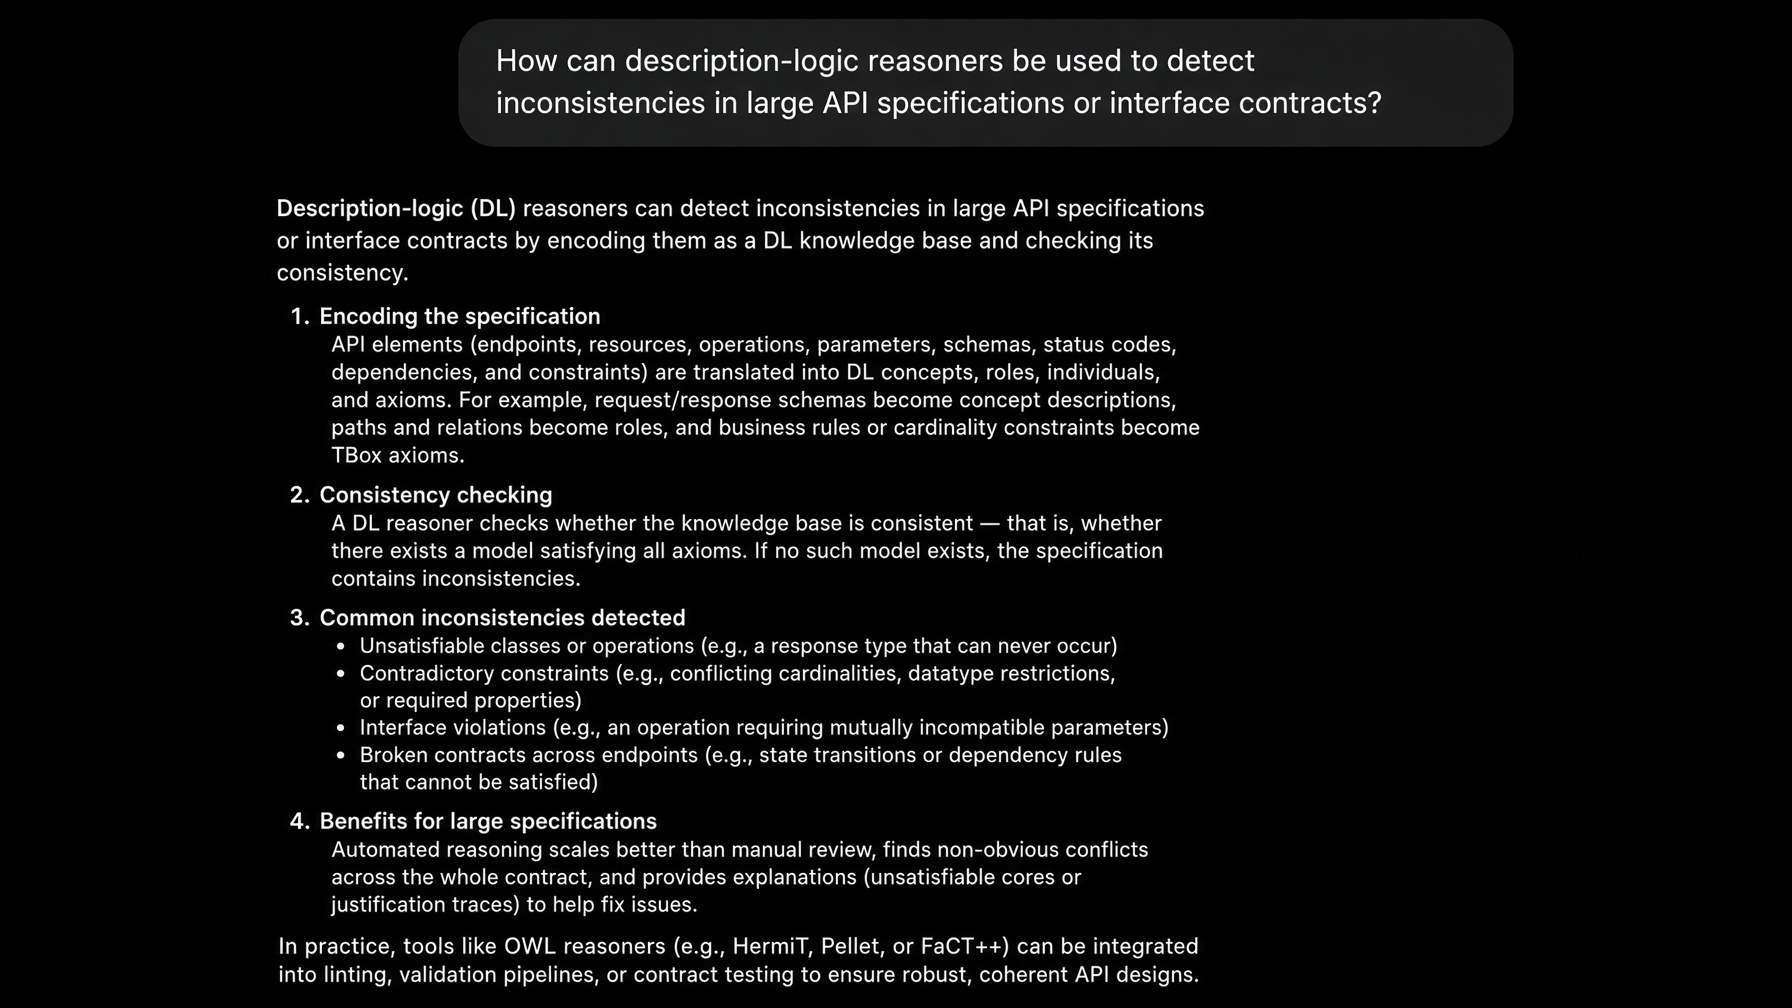 How can description-logic reasoners be used to detect
inconsistencies in large API specifications or interface contracts?
Description-logic (DL) reasoners can detect inconsistencies in large API specifications
or interface contracts by encoding them as a DL knowledge base and checking its
consistency.
1. Encoding the specification
API elements (endpoints, resources, operations, parameters, schemas, status codes,
dependencies, and constraints) are translated into DL concepts, roles, individuals,
and axioms. For example, request/response schemas become concept descriptions,
paths and relations become roles, and business rules or cardinality constraints become
TBox axioms.
2. Consistency checking
A DL reasoner checks whether the knowledge base is consistent — that is, whether
there exists a model satisfying all axioms. If no such model exists, the specification
contains inconsistencies.
3. Common inconsistencies detected
• Unsatisfiable classes or operations (e.g., a response type that can never occur)
• Contradictory constraints (e.g., conflicting cardinalities, datatype restrictions,
or required properties)
• Interface violations (e.g., an operation requiring mutually incompatible parameters)
• Broken contracts across endpoints (e.g., state transitions or dependency rules
that cannot be satisfied)
4. Benefits for large specifications
Automated reasoning scales better than manual review, finds non-obvious conflicts
across the whole contract, and provides explanations (unsatisfiable cores or
justification traces) to help fix issues.
In practice, tools like OWL reasoners (e.g., HermiT, Pellet, or FaCT++) can be integrated
into linting, validation pipelines, or contract testing to ensure robust, coherent API designs.